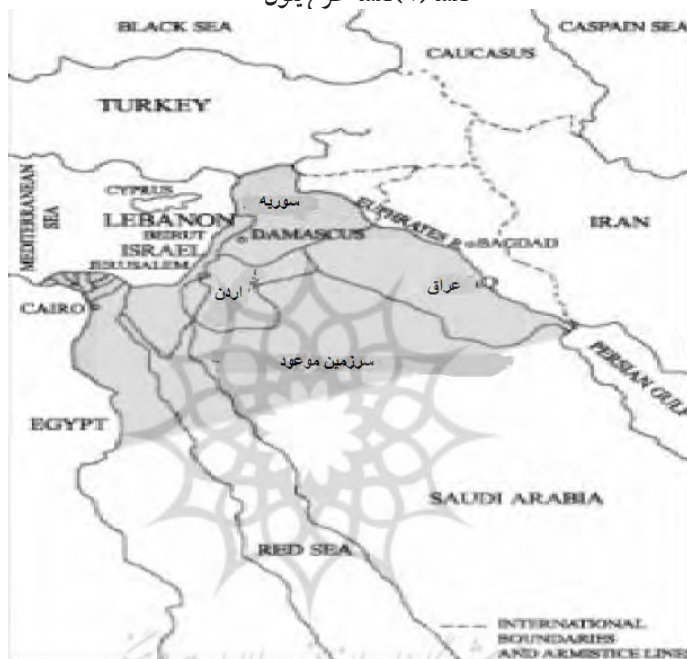 BLACK SEA
CASPAIN SEA
CAUCASUS
TURKEY
MEDITERRANEAN SEA
CYPRUS
سوریه
LEBANON
BEIRUT
DAMASCUS
EUPHRATES
BAGDAD
IRAN
ISRAEL
JERUSALEM
CAIRO
اردن
عراق
سرزمین موعود
PERSIAN GULF
EGYPT
SAUDI ARABIA
RED SEA
INTERNATIONAL
BOUNDARIES
AND ARMISTICE LINE